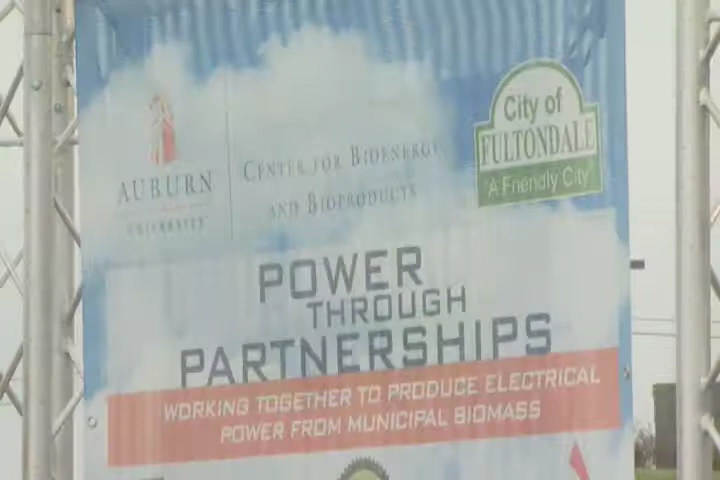 AUBURN
UNIVERSITY
CENTER FOR BIOENERGY
AND BIOPRODUCTS
City of
FULTONDALE
"A Friendly City"
POWER
THROUGH
PARTNERSHIPS
WORKING TOGETHER TO PRODUCE ELECTRICAL
POWER FROM MUNICIPAL BIOMASS